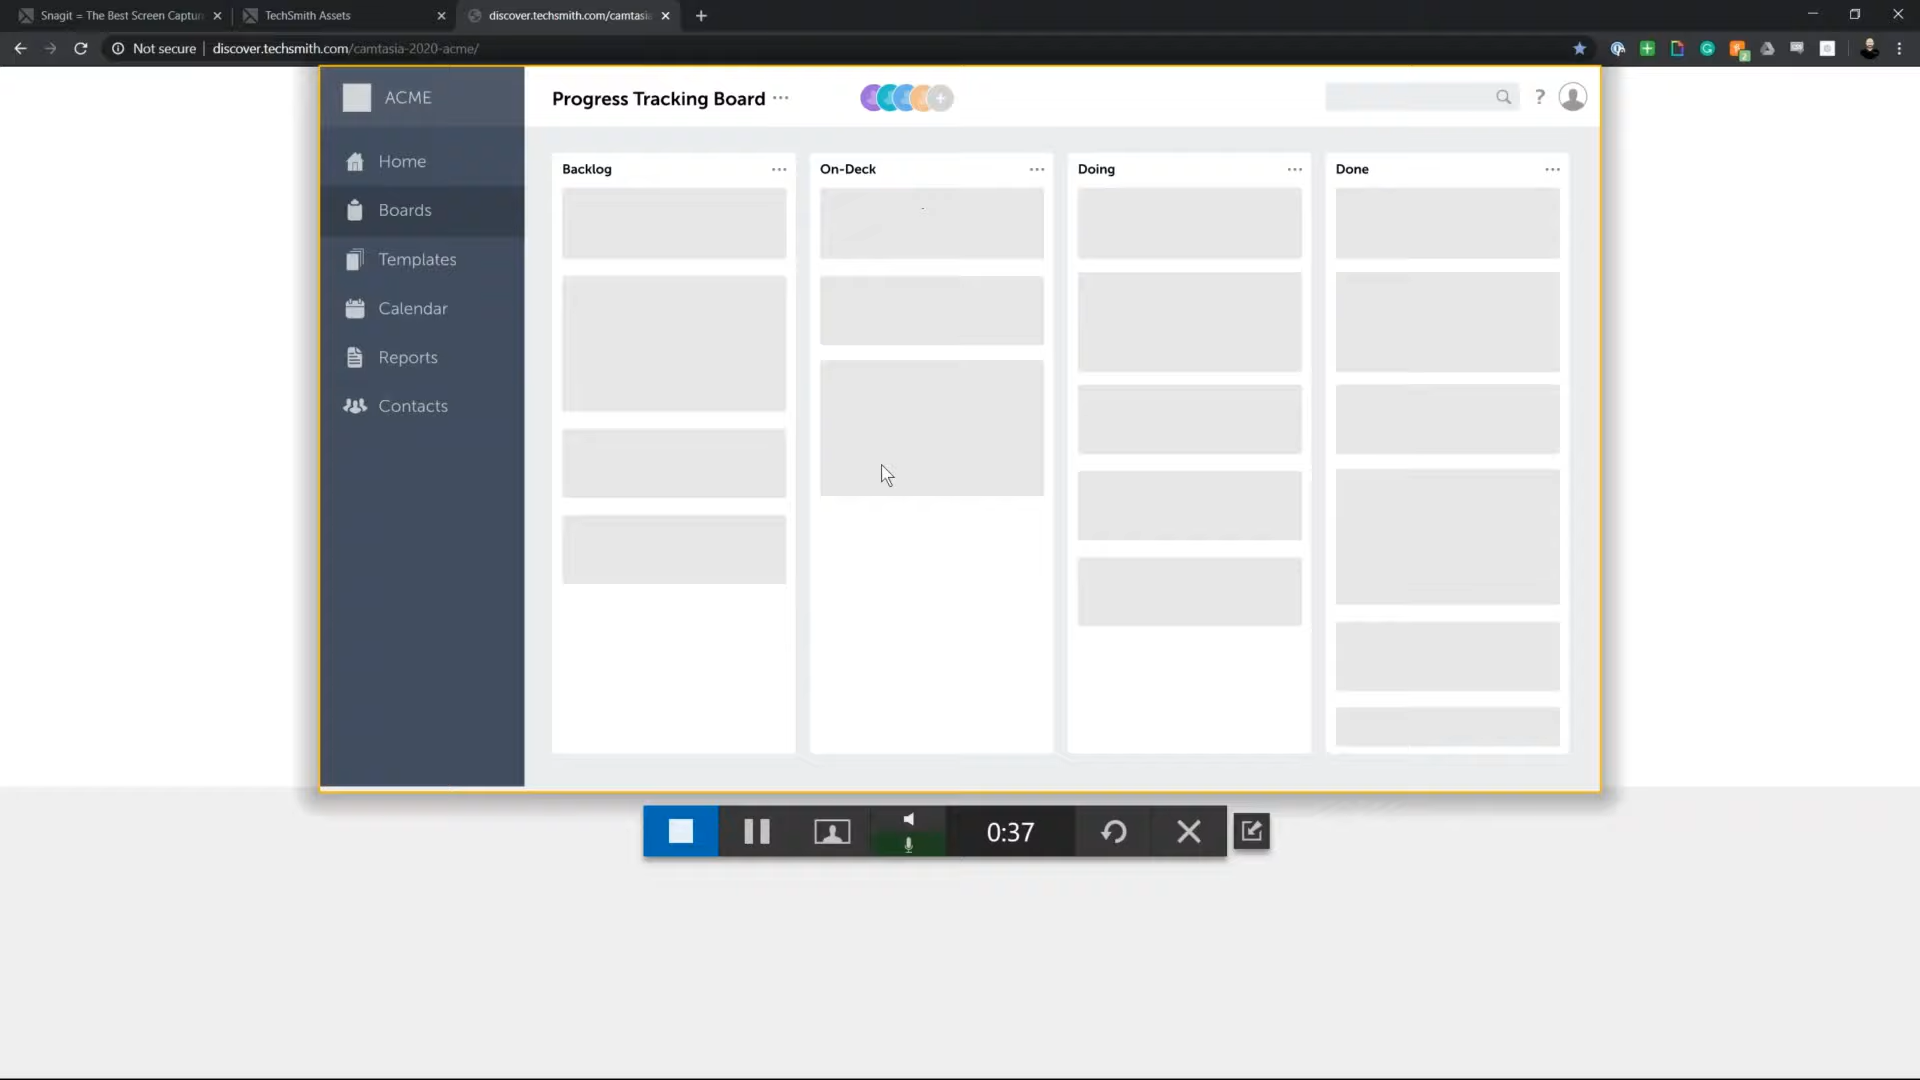 Snagit = The Best Screen Captur
TechSmith Assets
discover.techsmith.com/camtasi
Not secure
discover.techsmith.com/camtasia-2020-acme/
ACME
Progress Tracking Board
?
Home
Boards
Templates
Calendar
Reports
Contacts
Backlog
On-Deck
Doing
Done
0:37